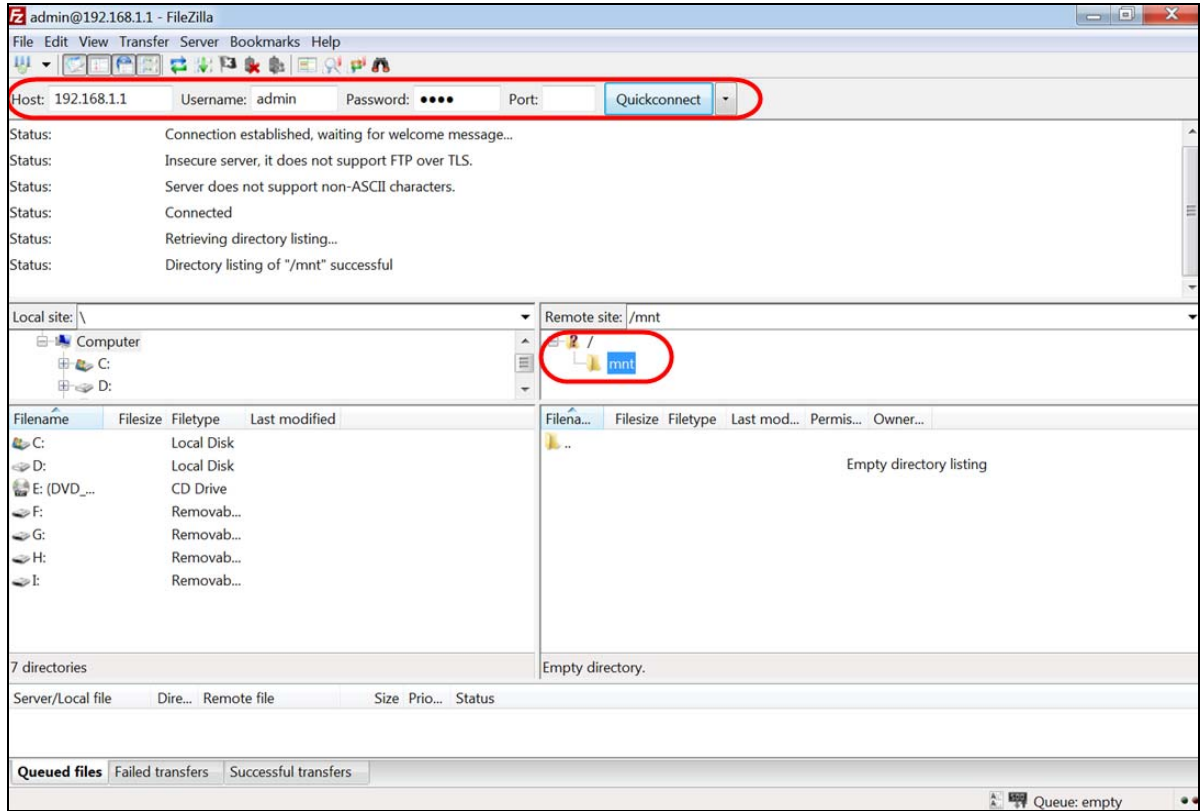 admin@192.168.1.1 - FileZilla
File Edit View Transfer Server Bookmarks Help
Host: 192.168.1.1 Username: admin Password: ●●●● Port: Quickconnect
Status: Connection established, waiting for welcome message...
Status: Insecure server, it does not support FTP over TLS.
Status: Server does not support non-ASCII characters.
Status: Connected
Status: Retrieving directory listing...
Status: Directory listing of "/mnt" successful
Local site: \
Computer
C:
D:
Remote site: /mnt
/
mnt
Filename Filesize Filetype Last modified
C: Local Disk
D: Local Disk
E: (DVD_... CD Drive
F: Removab...
G: Removab...
H: Removab...
I: Removab...
7 directories
Filena... Filesize Filetype Last mod... Permis... Owner...
..
Empty directory listing
Empty directory.
Server/Local file Dire... Remote file Size Prio... Status
Queued files Failed transfers Successful transfers
Queue: empty